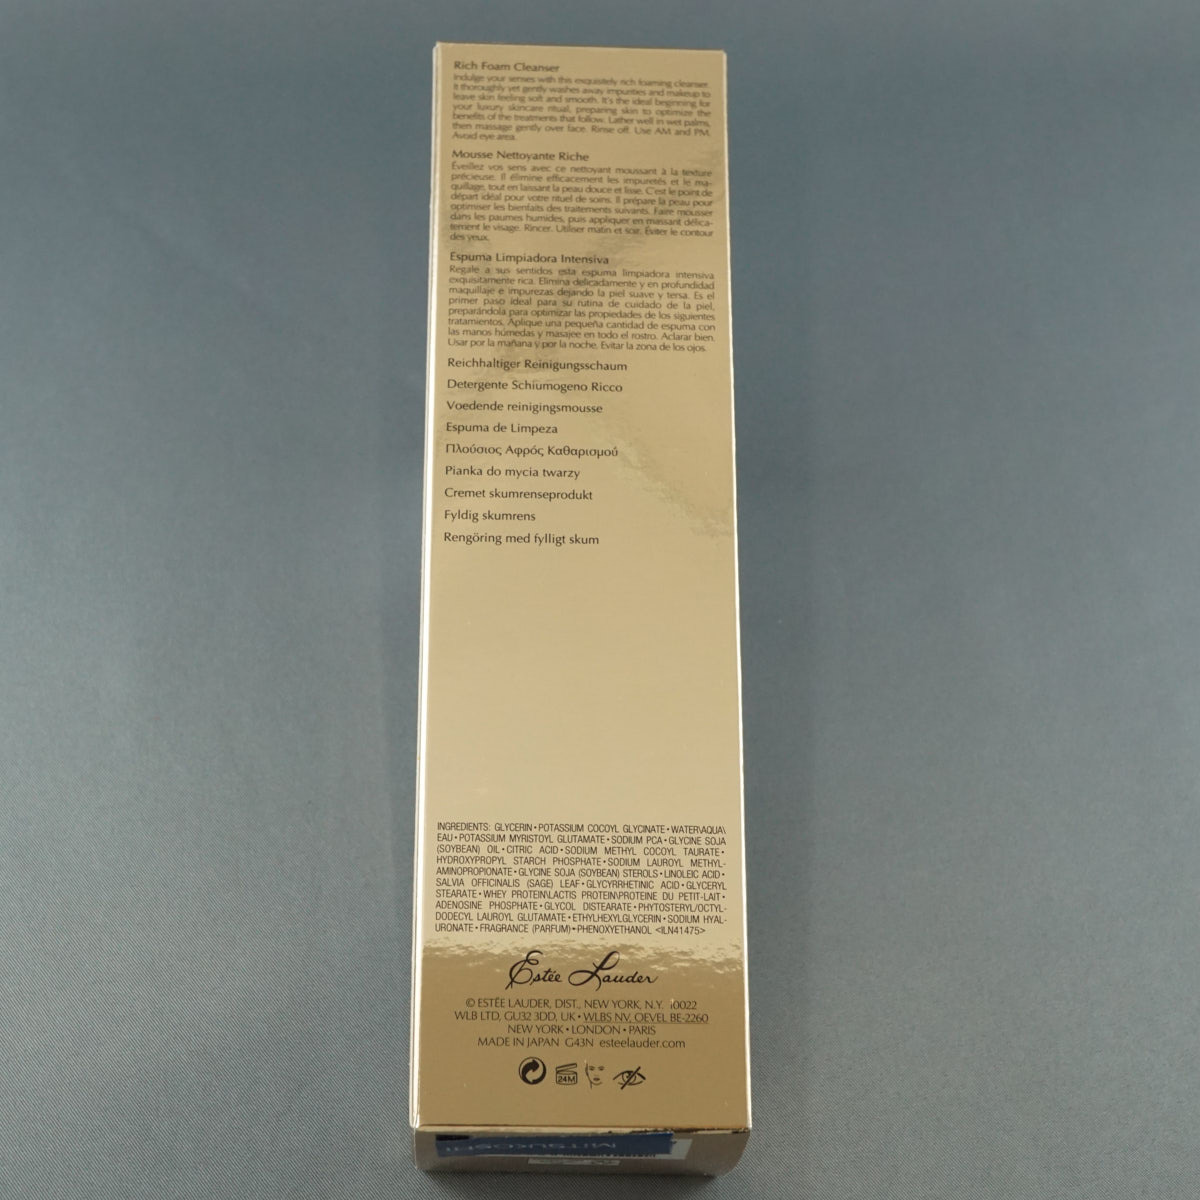 Rich Foam Cleanser
Indulge your senses with this exquisitely rich foaming cleanser.
It thoroughly yet gently washes away impurities and makeup to
leave skin feeling soft and smooth. It's the ideal beginning for
your luxury skincare ritual, preparing skin to optimize the
benefits of the treatments that follow. Lather well in wet palms,
then massage gently over face. Rinse off. Use AM and PM.
Avoid eye area.
Mousse Nettoyante Riche
Éveillez vos sens avec ce nettoyant moussant à la texture
précieuse. Il élimine efficacement les impuretés et le ma-
quillage, tout en laissant la peau douce et lisse. C'est le point de
départ idéal pour votre rituel de soins. Il prépare la peau pour
optimiser les bienfaits des traitements suivants. Faire mousser
dans les paumes humides, puis appliquer en massant délica-
tement le visage. Rincer. Utiliser matin et soir. Éviter le contour
des yeux.
Espuma Limpiadora Intensiva
Regale a sus sentidos esta espuma limpiadora intensiva
exquisitamente rica. Elimina delicadamente y en profundidad
maquillaje e impurezas dejando la piel suave y tersa. Es el
primer paso ideal para su rutina de cuidado de la piel,
preparándola para optimizar las propiedades de los siguientes
tratamientos. Aplique una pequeña cantidad de espuma con
las manos húmedas y masajee en todo el rostro. Aclarar bien.
Usar por la mañana y por la noche. Evitar la zona de los ojos.
Reichhaltiger Reinigungsschaum
Detergente Schiumogeno Ricco
Voedende reinigingsmousse
Espuma de Limpeza
Πλούσιος Αφρός Καθαρισμού
Pianka do mycia twarzy
Cremet skumrenseprodukt
Fyldig skumrens
Rengöring med fylligt skum
INGREDIENTS: GLYCERIN • POTASSIUM COCOYL GLYCINATE • WATER\AQUA\
EAU • POTASSIUM MYRISTOYL GLUTAMATE • SODIUM PCA • GLYCINE SOJA
(SOYBEAN) OIL • CITRIC ACID • SODIUM METHYL COCOYL TAURATE •
HYDROXYPROPYL STARCH PHOSPHATE • SODIUM LAUROYL METHYL-
AMINOPROPIONATE • GLYCINE SOJA (SOYBEAN) STEROLS • LINOLEIC ACID •
SALVIA OFFICINALIS (SAGE) LEAF • GLYCYRRHETINIC ACID • GLYCERYL
STEARATE • WHEY PROTEIN\LACTIS PROTEIN\PROTÉINE DU PETIT-LAIT •
ADENOSINE PHOSPHATE • GLYCOL DISTEARATE • PHYTOSTERYL/OCTYL-
DODECYL LAUROYL GLUTAMATE • ETHYLHEXYLGLYCERIN • SODIUM HYAL-
URONATE • FRAGRANCE (PARFUM) • PHENOXYETHANOL <ILN41475>
Estée Lauder
© ESTÉE LAUDER, DIST., NEW YORK, N.Y. 10022
WLB LTD, GU32 3DD, UK • WLBS NV, OEVEL BE-2260
NEW YORK • LONDON • PARIS
MADE IN JAPAN G43N esteelauder.com
24M
MITSUKOSHI